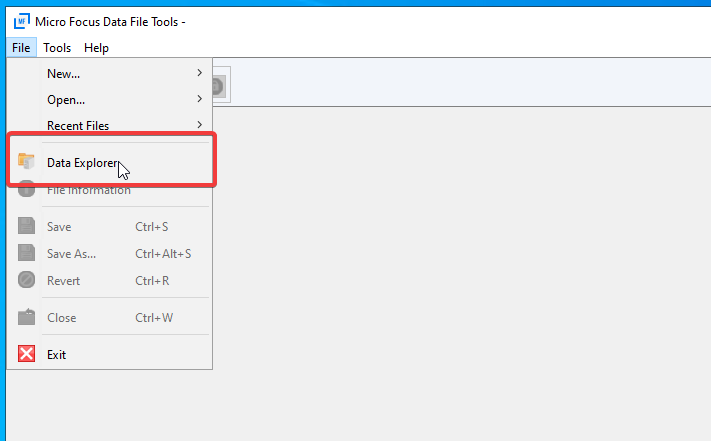 MF Micro Focus Data File Tools -
File Tools Help
New...
Open...
Recent Files
Data Explorer
File Information
Save Ctrl+S
Save As... Ctrl+Alt+S
Revert Ctrl+R
Close Ctrl+W
Exit